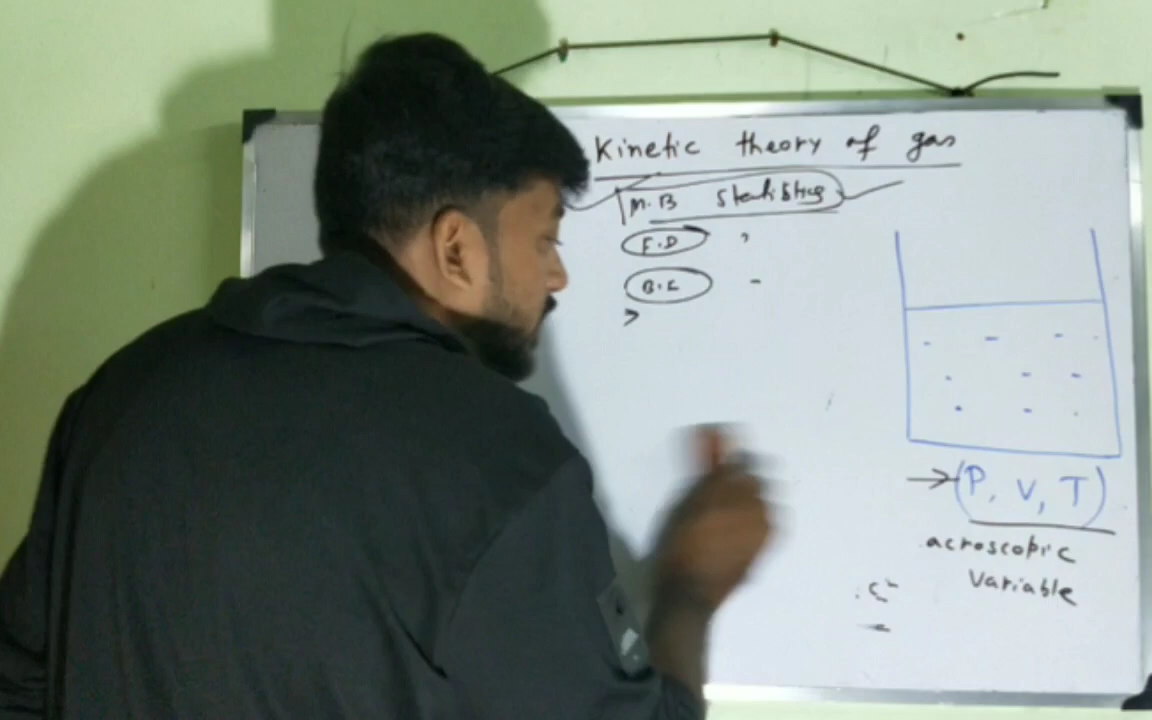 Kinetic theory of gas
M.B Statistics
F.D "
B.E -
→ (P, V, T)
acroscopic
Variable